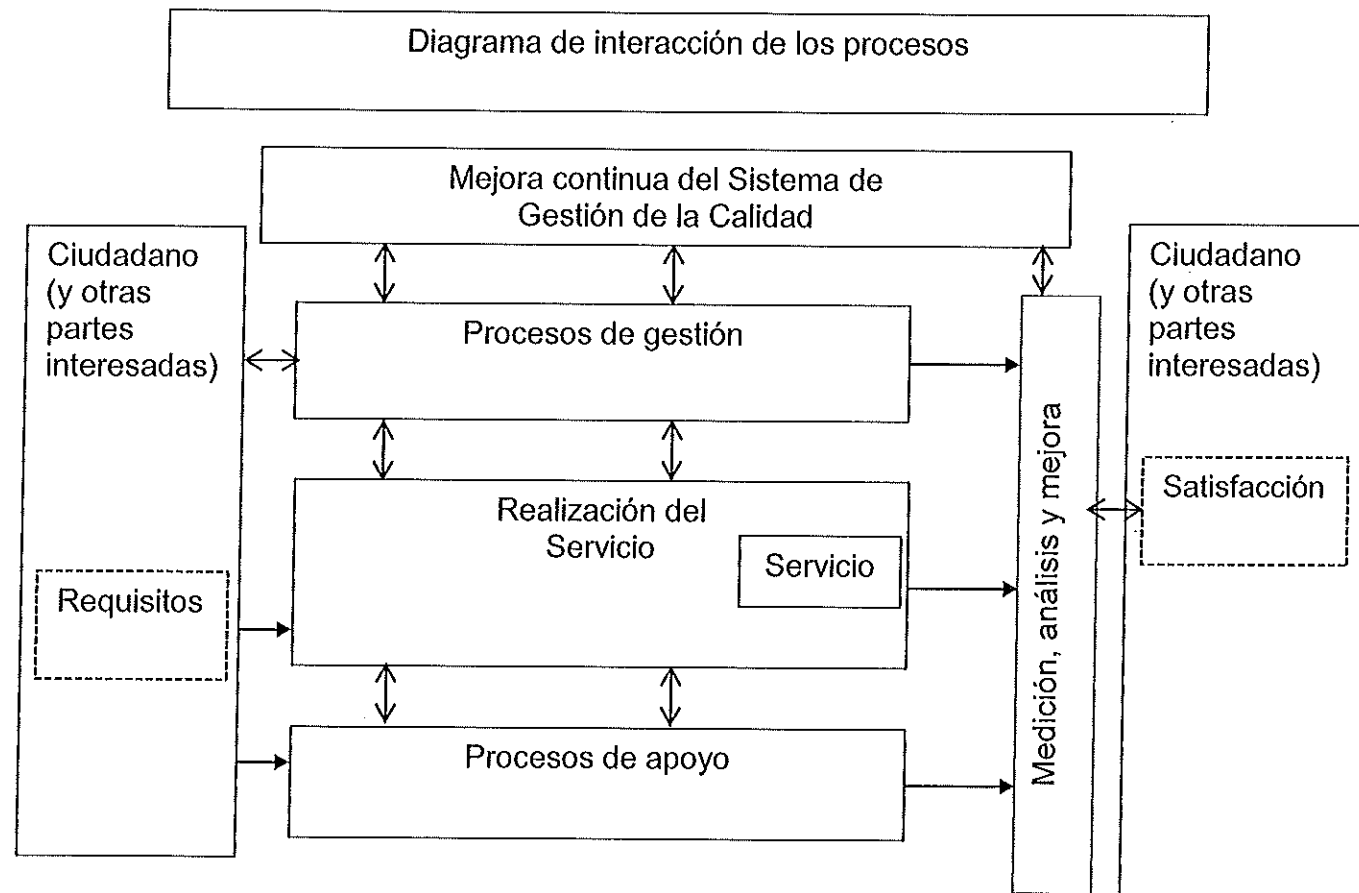 Diagrama de interacción de los procesos
Mejora continua del Sistema de
Gestión de la Calidad
Ciudadano
(y otras
partes
interesadas)
Requisitos
Procesos de gestión
Realización del
Servicio
Servicio
Procesos de apoyo
Medición, análisis y mejora
Ciudadano
(y otras
partes
interesadas)
Satisfacción